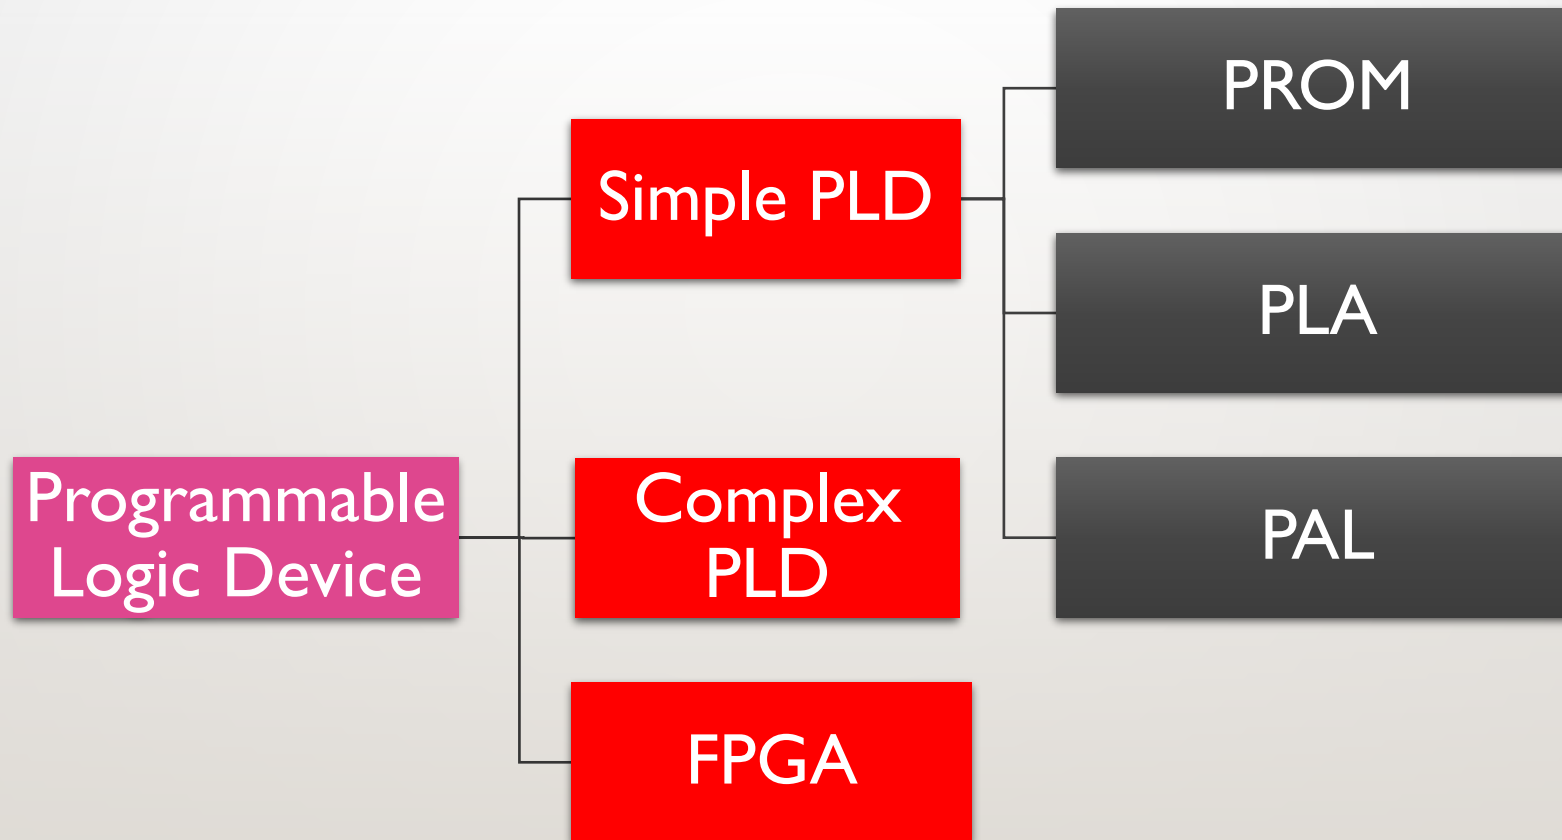 PROM
Simple PLD
PLA
Programmable
Logic Device
Complex
PLD
PAL
FPGA